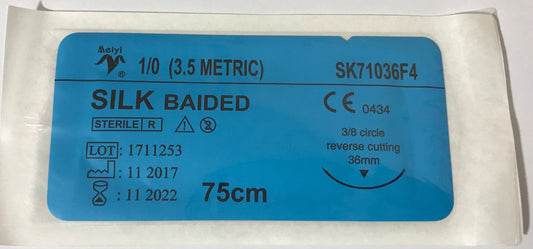 Meiyi
®
1/0 (3.5 METRIC)
SK71036F4
SILK BAIDED
CE 0434
STERILE R
2
3/8 circle
reverse cutting
36mm
LOT: 1711253
: 11 2017
: 11 2022
75cm